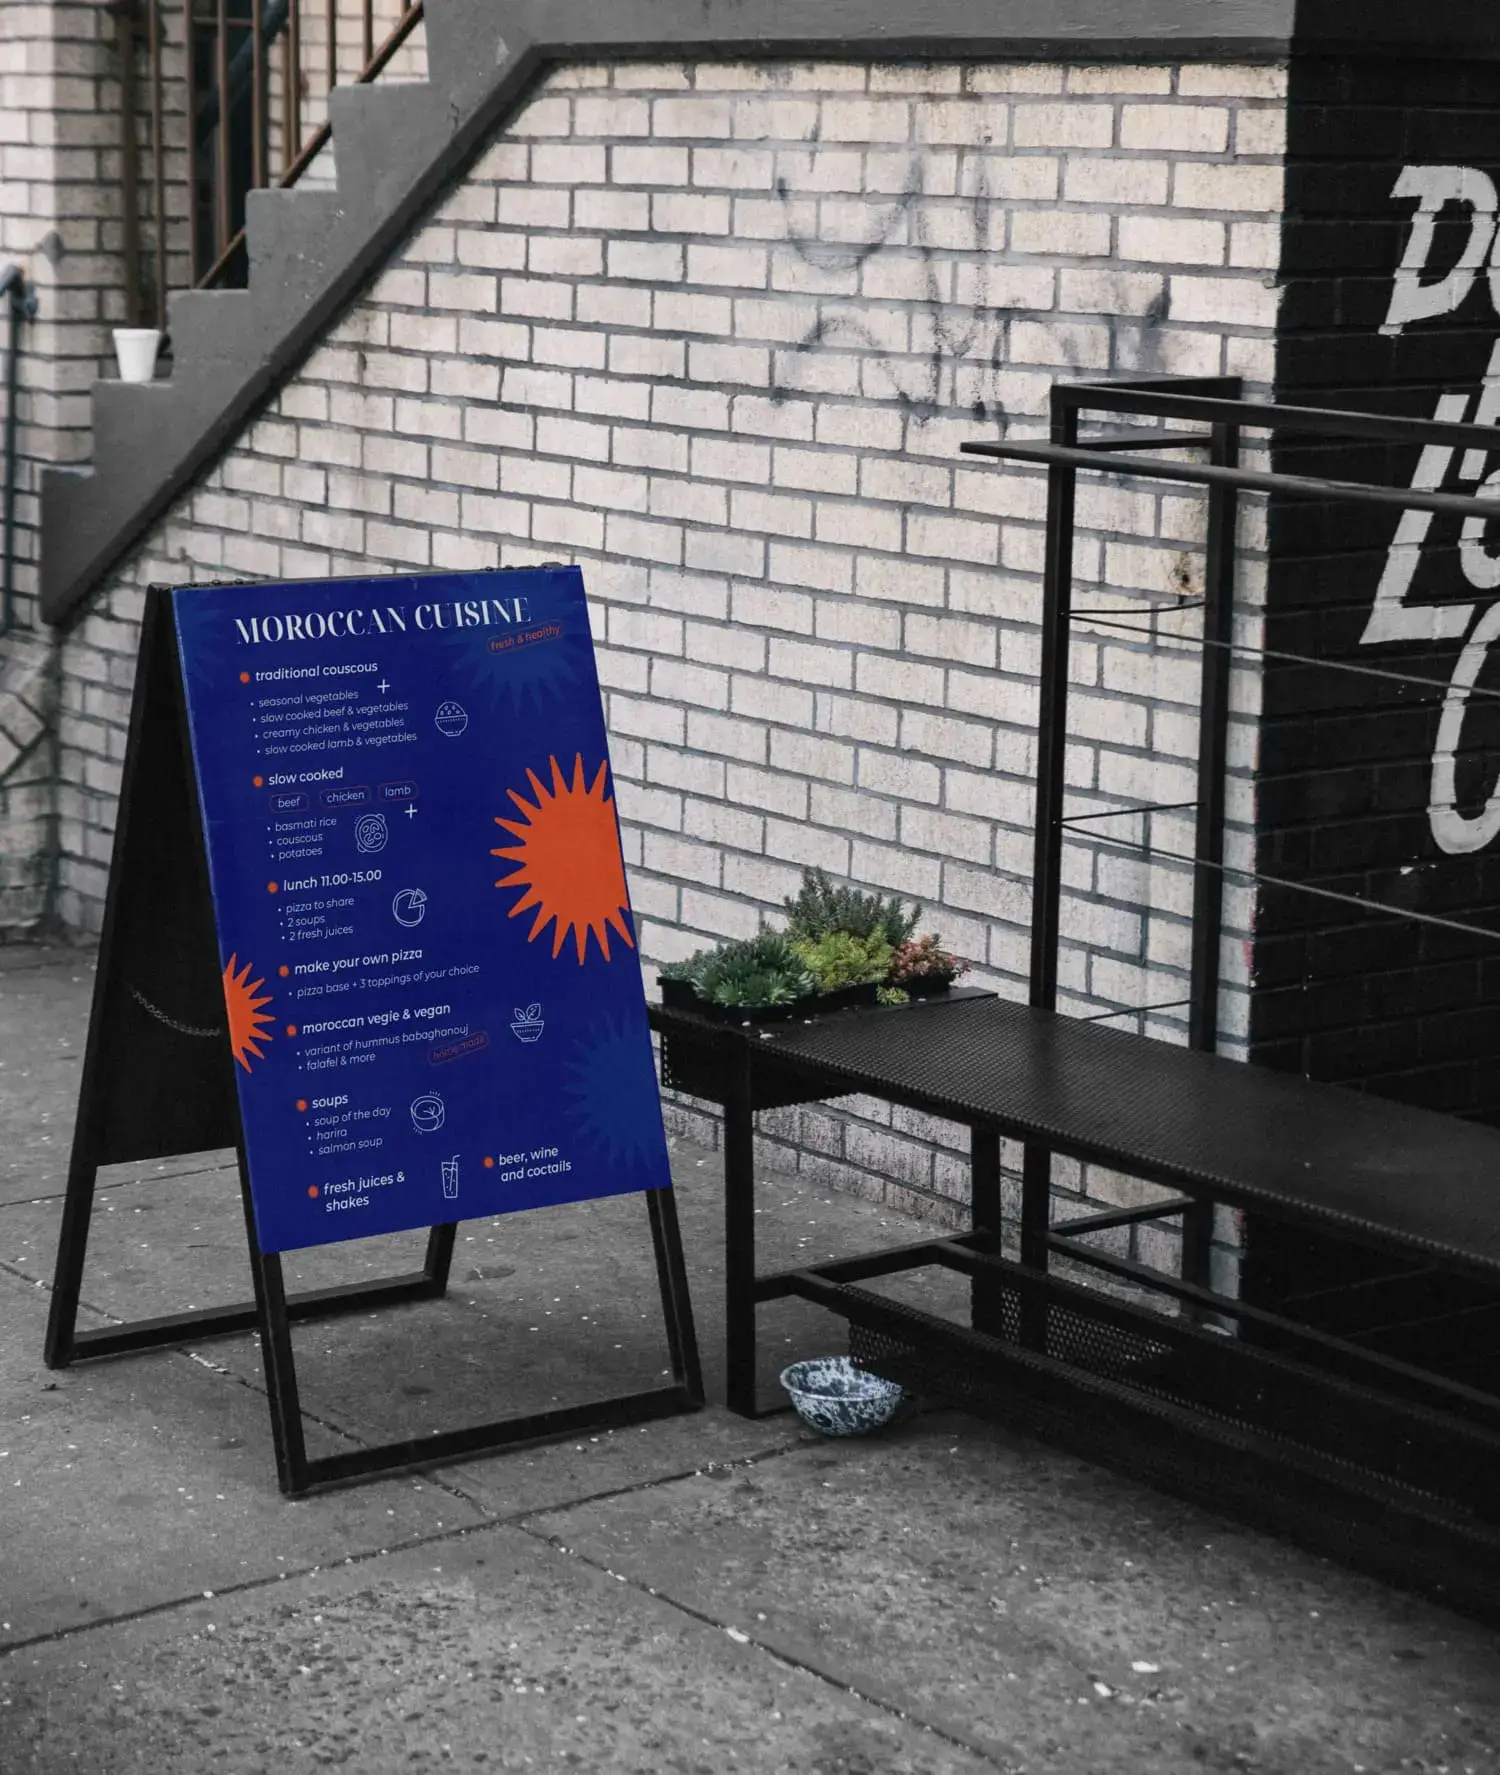 MOROCCAN CUISINE
fresh & healthy
traditional couscous
+
• seasonal vegetables
• slow cooked beef & vegetables
• creamy chicken & vegetables
• slow cooked lamb & vegetables
slow cooked
beef chicken lamb
+
• basmati rice
• couscous
• potatoes
lunch 11.00-15.00
• pizza to share
• 2 soups
• 2 fresh juices
make your own pizza
• pizza base + 3 toppings of your choice
moroccan vegie & vegan
• variant of hummus babaghanouj
• falafel & more
home made
soups
• soup of the day
• harira
• salmon soup
fresh juices &
shakes
beer, wine
and coctails